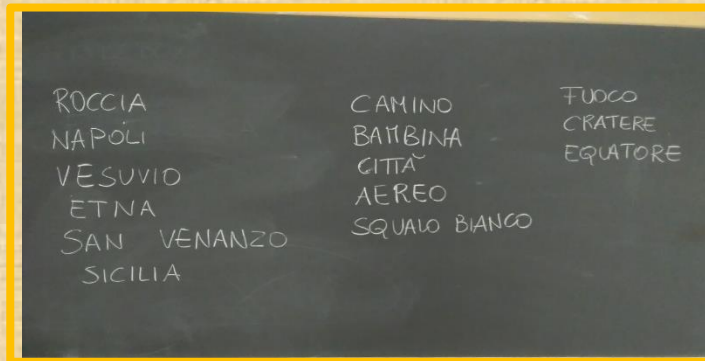 ROCCIA
NAPOLI
VESUVIO
ETNA
SAN VENANZO
SICILIA
CAMINO
BAMBINA
CITTÀ
AEREO
SQUALO BIANCO
FUOCO
CRATERE
EQUATORE